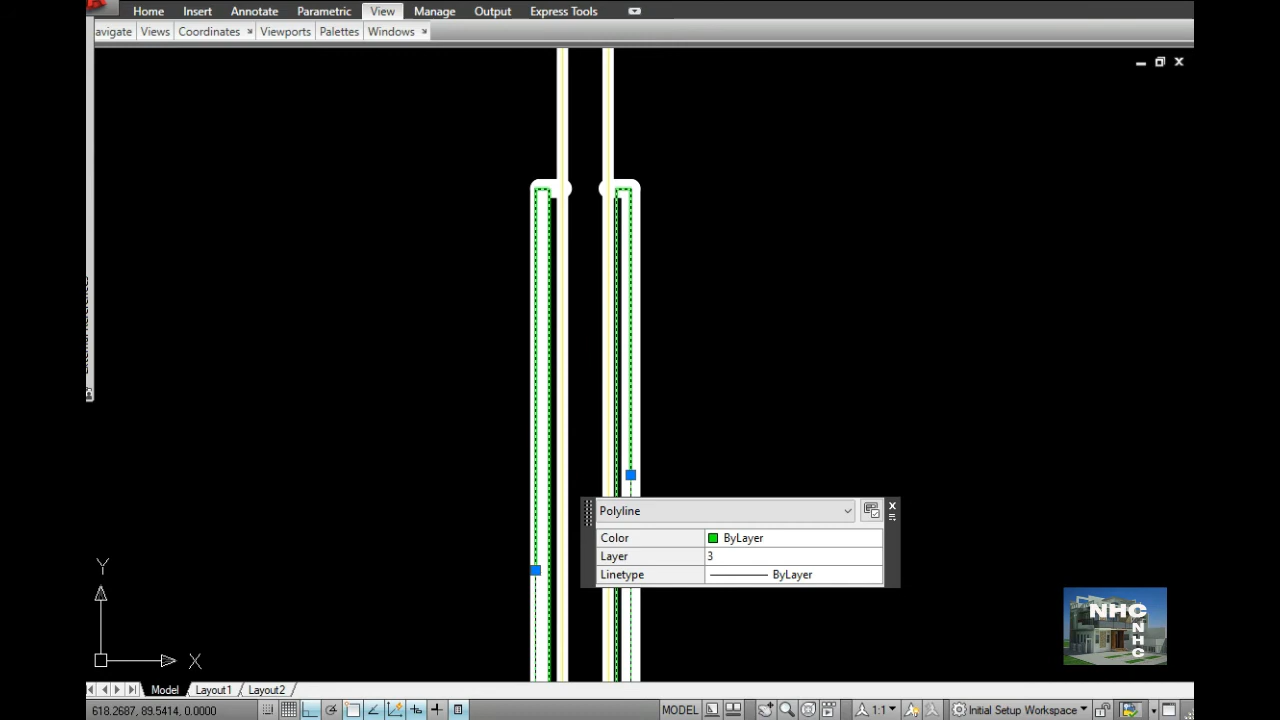 Home Insert Annotate Parametric View Manage Output Express Tools
avigate Views Coordinates Viewports Palettes Windows
External References
Polyline
Color ByLayer
Layer 3
Linetype ByLayer
Y
X
NHC
N
H
C
Model Layout1 Layout2
618.2687, 89.5414, 0.0000 MODEL 1:1 Initial Setup Workspace